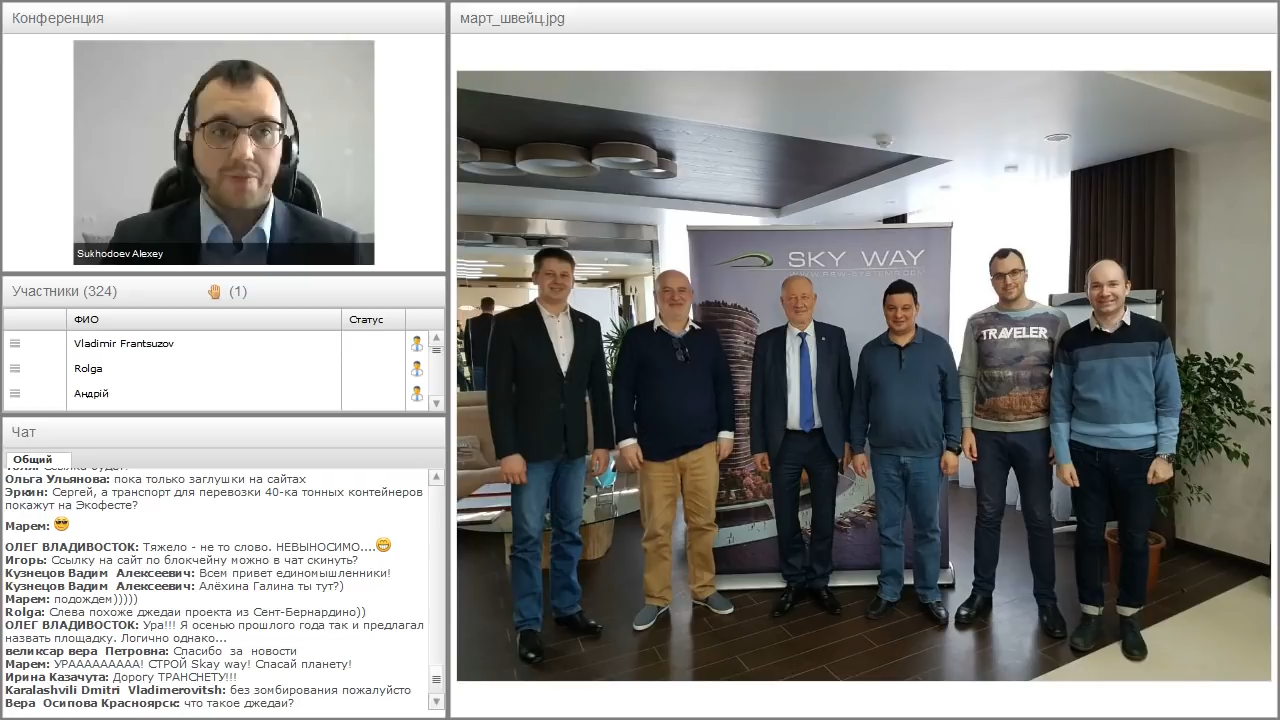 Конференция
март_швейц.jpg
Sukhodoev Alexey
SKY WAY
WWW.RSW-SYSTEMS.COM
TRAVELER
Участники (324)
(1)
ФИО
Статус
Vladimir Frantsuzov
Rolga
Андрій
Чат
Общий
Ольга Ульянова: пока только заглушки на сайтах
Эркин: Сергей, а транспорт для перевозки 40-ка тонных контейнеров
покажут на Экофесте?
Марем:
ОЛЕГ ВЛАДИВОСТОК: Тяжело - не то слово. НЕВЫНОСИМО....
Игорь: Ссылку на сайт по блокчейну можно в чат скинуть?
Кузнецов Вадим Алексеевич: Всем привет единомышленники!
Кузнецов Вадим Алексеевич: Алёхина Галина ты тут?)
Марем: подождем)))))
Rolga: Слева похоже джедаи проекта из Сент-Бернардино))
ОЛЕГ ВЛАДИВОСТОК: Ура!!! Я осенью прошлого года так и предлагал
назвать площадку. Логично однако...
великсар вера Петровна: Спасибо за новости
Марем: УРААААААААА! СТРОЙ Skay way! Спасай планету!
Ирина Казачута: Дорогу ТРАНСНЕТУ!!!
Karalashvili Dmitri Vladimerovitsh: без зомбирования пожалуйсто
Вера Осипова Красноярск: что такое джедаи?